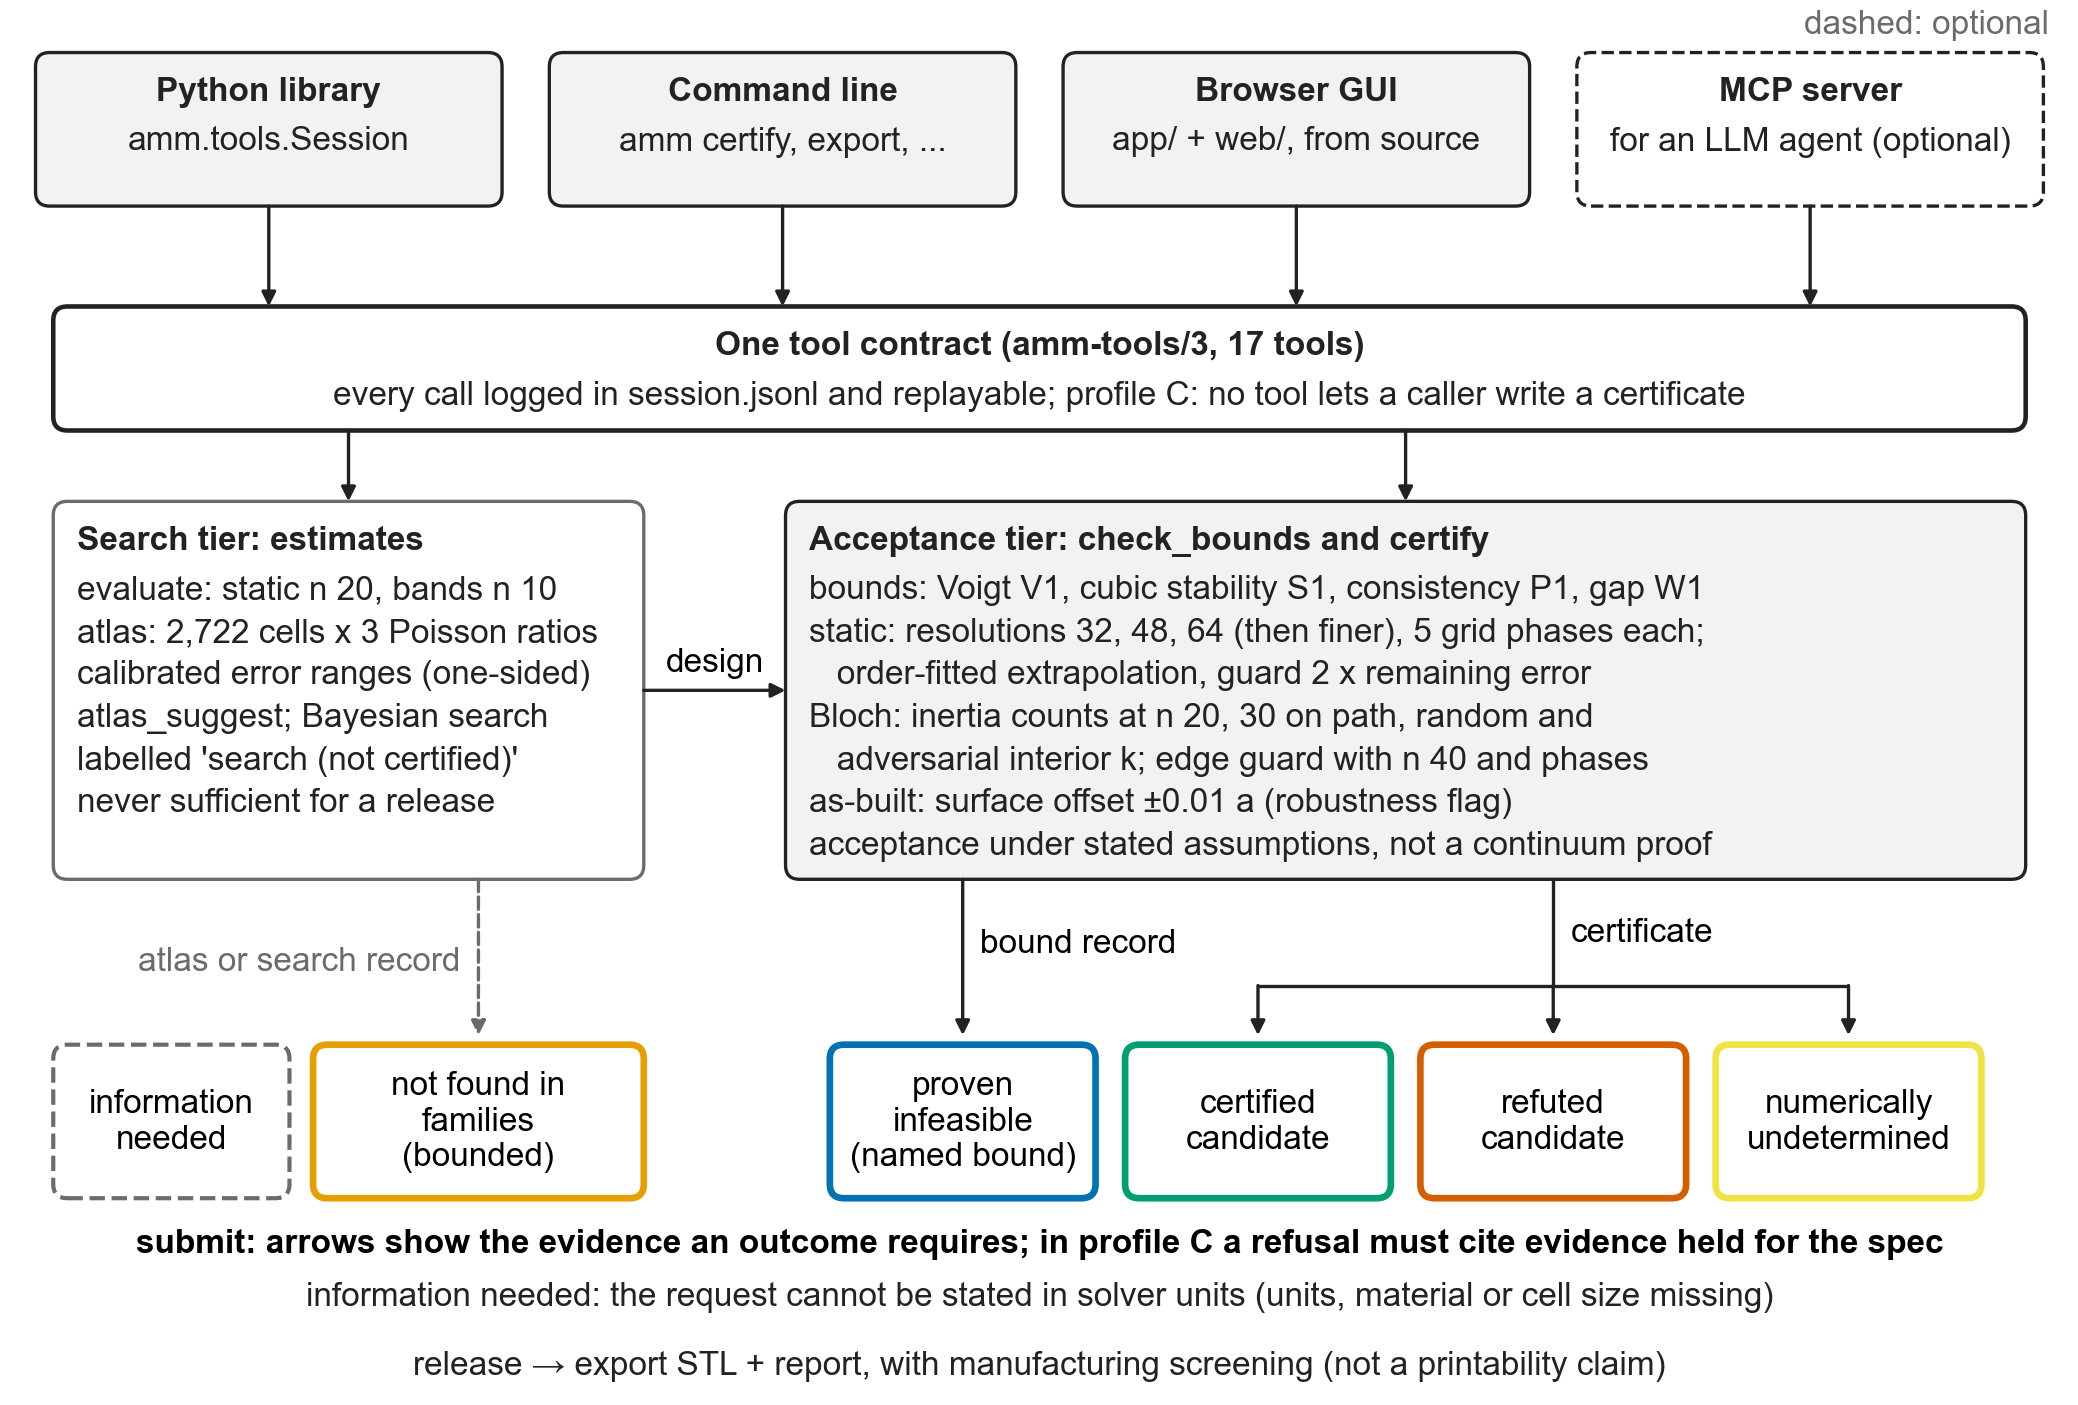 dashed: optional
Python library
amm.tools.Session
Command line
amm certify, export, ...
Browser GUI
app/ + web/, from source
MCP server
for an LLM agent (optional)
One tool contract (amm-tools/3, 17 tools)
every call logged in session.jsonl and replayable; profile C: no tool lets a caller write a certificate
Search tier: estimates
evaluate: static n 20, bands n 10
atlas: 2,722 cells x 3 Poisson ratios
calibrated error ranges (one-sided)
atlas_suggest; Bayesian search
labelled 'search (not certified)'
never sufficient for a release
design
Acceptance tier: check_bounds and certify
bounds: Voigt V1, cubic stability S1, consistency P1, gap W1
static: resolutions 32, 48, 64 (then finer), 5 grid phases each;
order-fitted extrapolation, guard 2 x remaining error
Bloch: inertia counts at n 20, 30 on path, random and
adversarial interior k; edge guard with n 40 and phases
as-built: surface offset ±0.01 a (robustness flag)
acceptance under stated assumptions, not a continuum proof
atlas or search record
bound record
certificate
information
needed
not found in
families
(bounded)
proven
infeasible
(named bound)
certified
candidate
refuted
candidate
numerically
undetermined
submit: arrows show the evidence an outcome requires; in profile C a refusal must cite evidence held for the spec
information needed: the request cannot be stated in solver units (units, material or cell size missing)
release → export STL + report, with manufacturing screening (not a printability claim)